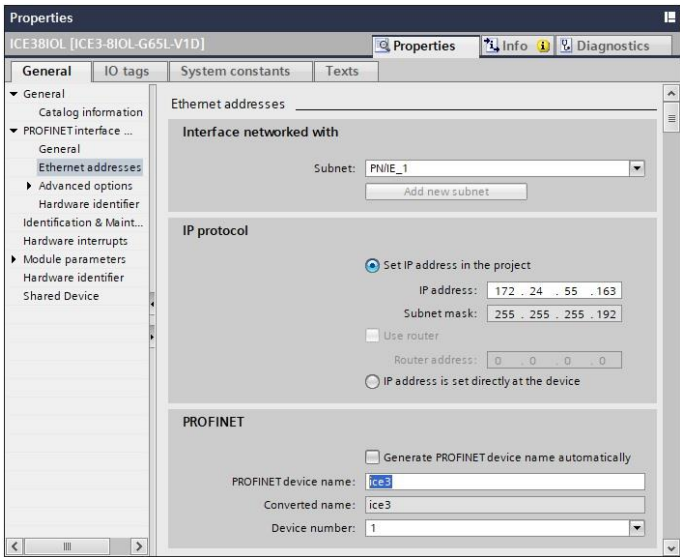 Properties
ICE38IOL [ICE3-8IOL-G65L-V1D]
Properties
Info
Diagnostics
General
IO tags
System constants
Texts
General
Catalog information
PROFINET interface ...
General
Ethernet addresses
Advanced options
Hardware identifier
Identification & Maint...
Hardware interrupts
Module parameters
Hardware identifier
Shared Device
Ethernet addresses
Interface networked with
Subnet: PN/IE_1
Add new subnet
IP protocol
Set IP address in the project
IP address: 172 . 24 . 55 . 163
Subnet mask: 255 . 255 . 255 . 192
Use router
Router address: 0 . 0 . 0 . 0
IP address is set directly at the device
PROFINET
Generate PROFINET device name automatically
PROFINET device name: ice3
Converted name: ice3
Device number: 1